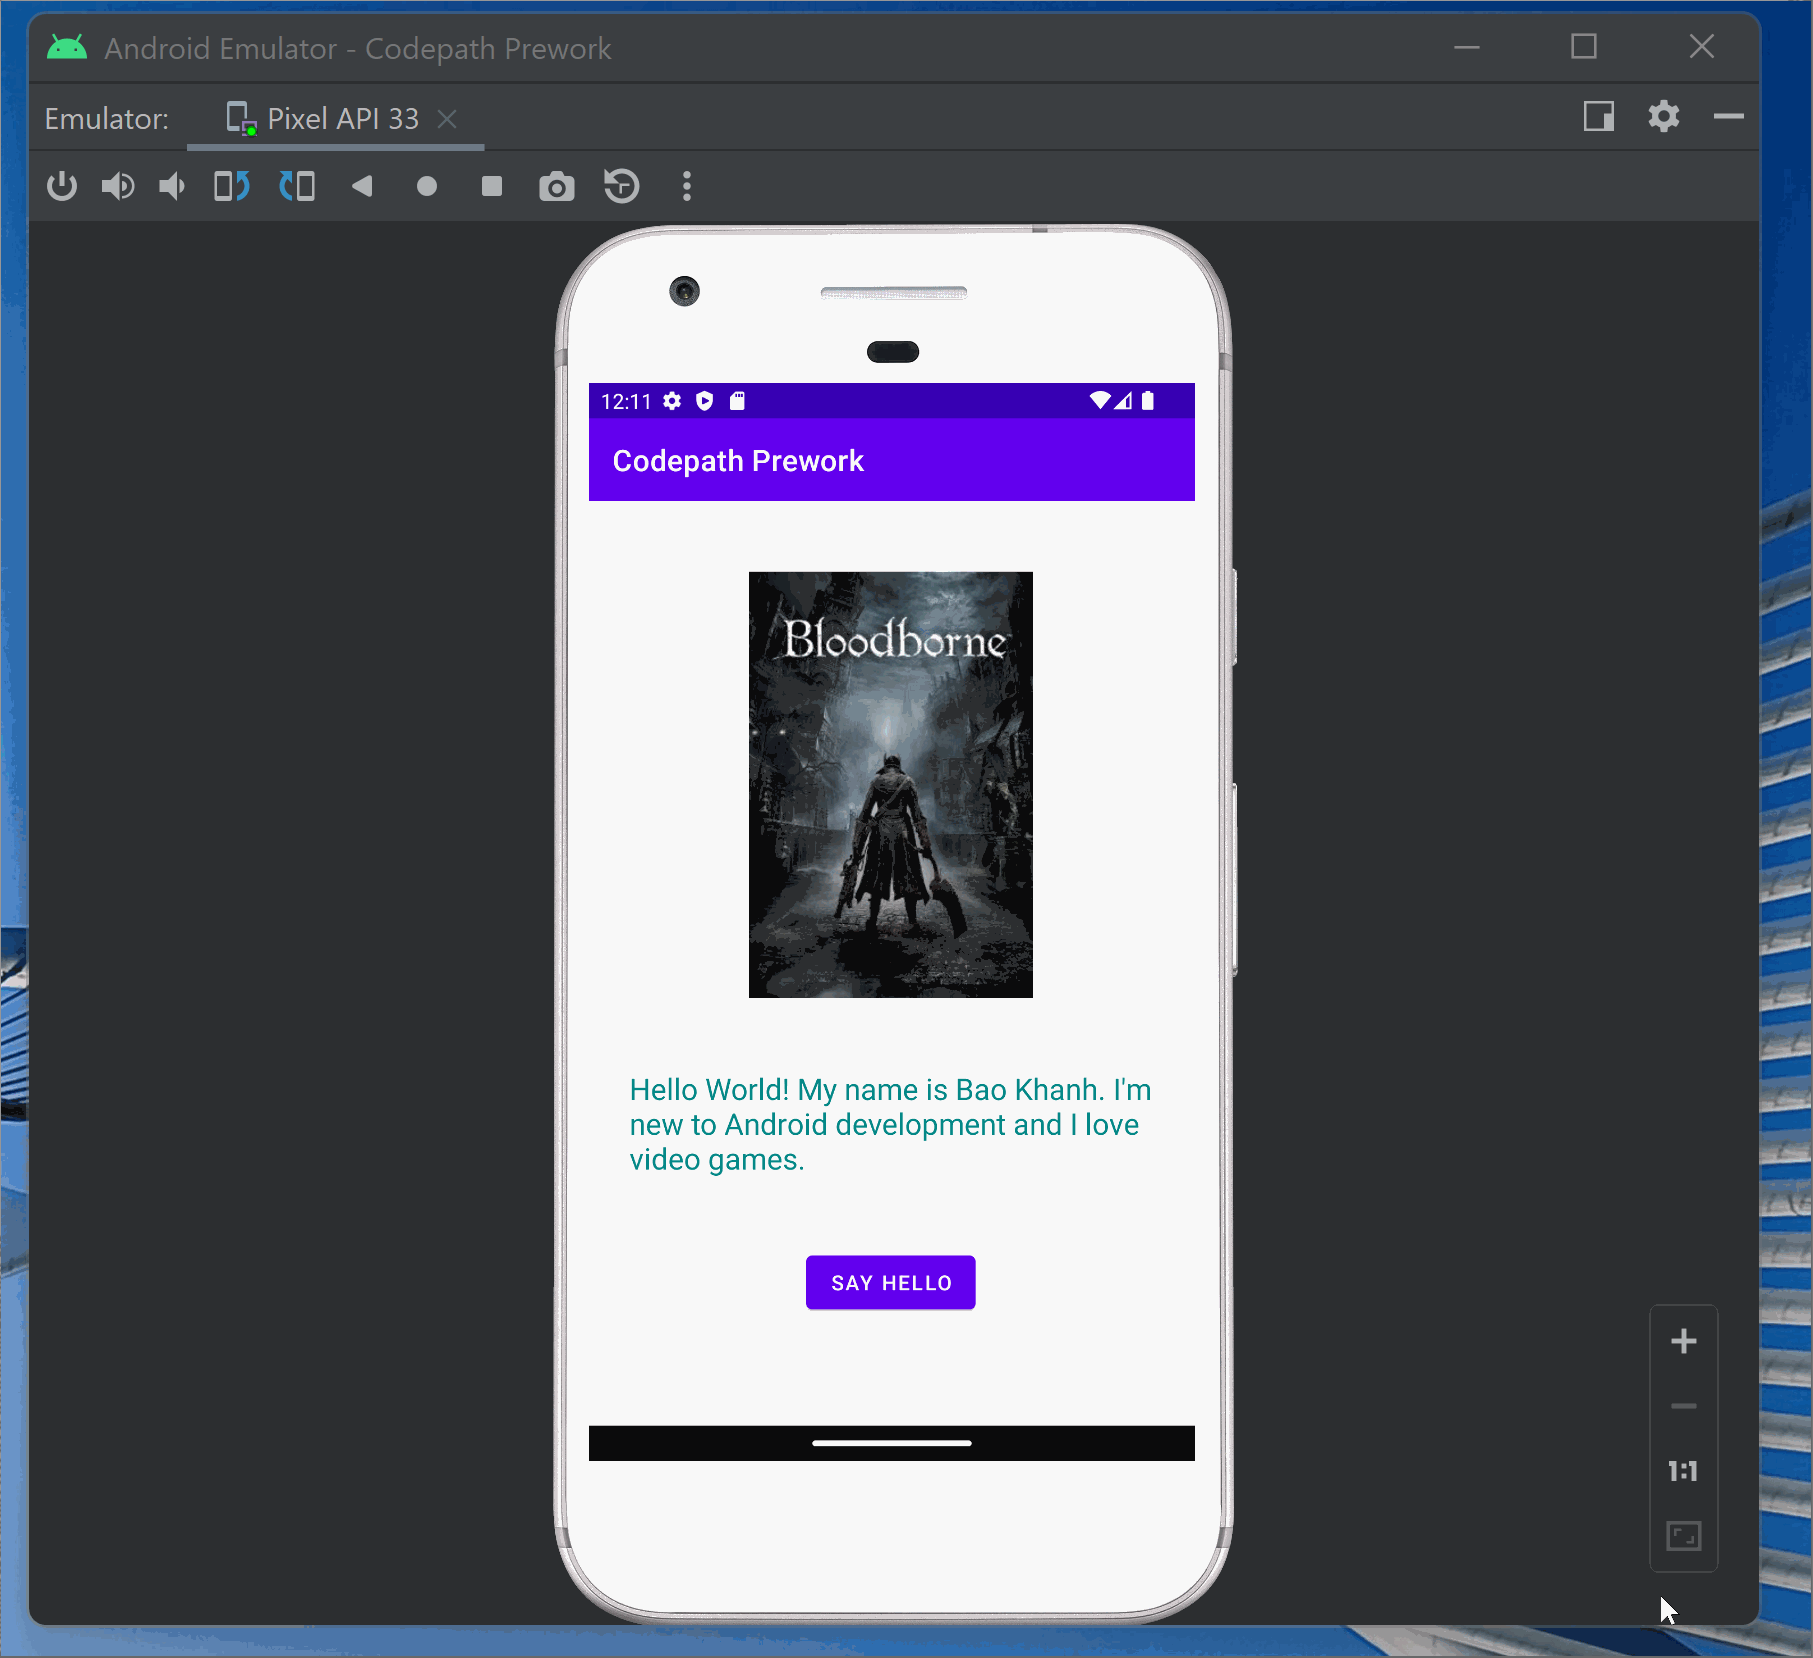 Android Emulator - Codepath Prework
Emulator: Pixel API 33
12:11
Codepath Prework
Bloodborne
Hello World! My name is Bao Khanh. I'm
new to Android development and I love
video games.
SAY HELLO
1:1